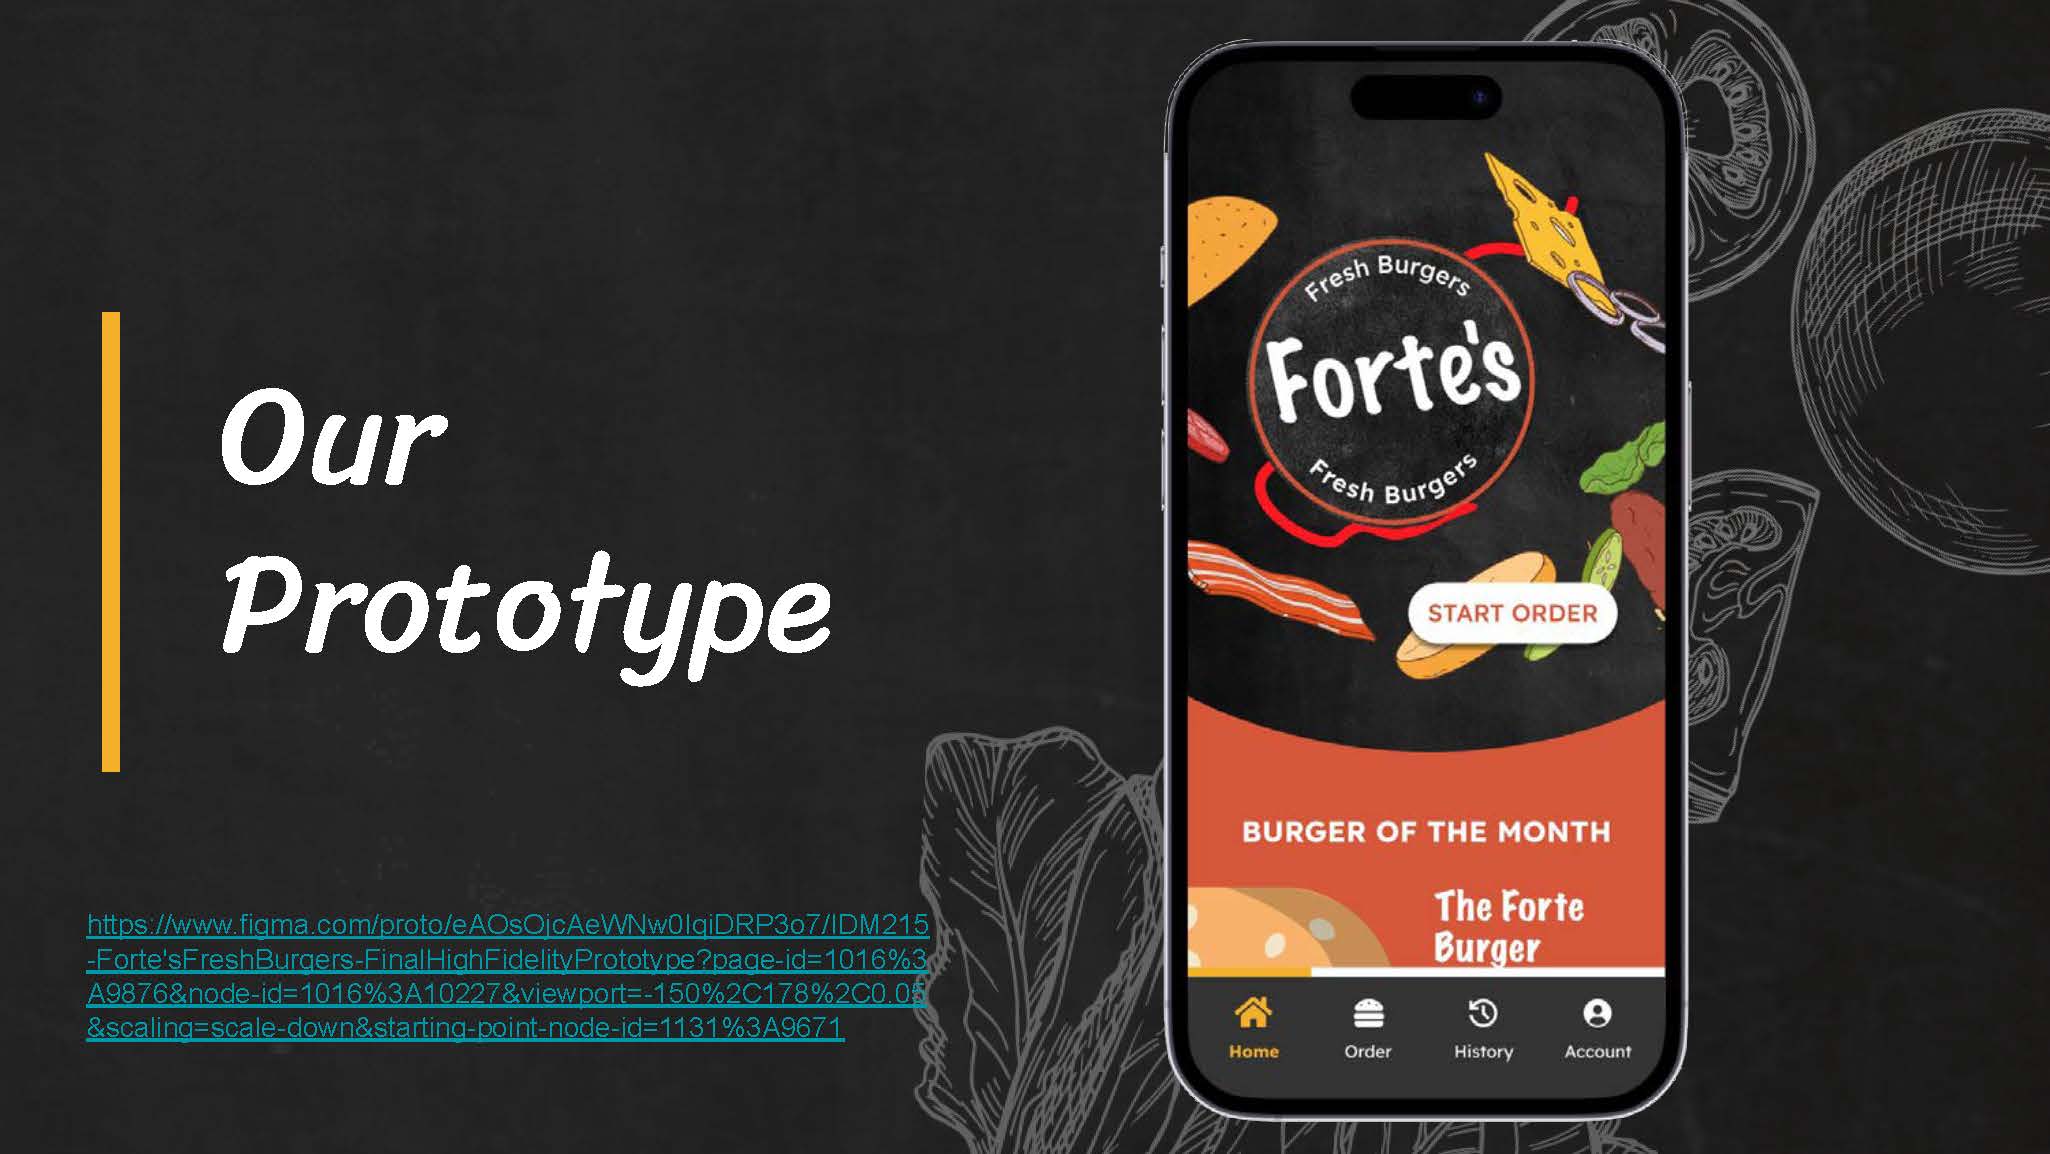 Our
Prototype
https://www.figma.com/proto/eAOsOjcAeWNw0IqiDRP3o7/IDM215
-Forte'sFreshBurgers-FinalHighFidelityPrototype?page-id=1016%3
A9876&node-id=1016%3A10227&viewport=-150%2C178%2C0.05
&scaling=scale-down&starting-point-node-id=1131%3A9671
Fresh Burgers
Forte's
Fresh Burgers
START ORDER
BURGER OF THE MONTH
The Forte
Burger
Home Order History Account